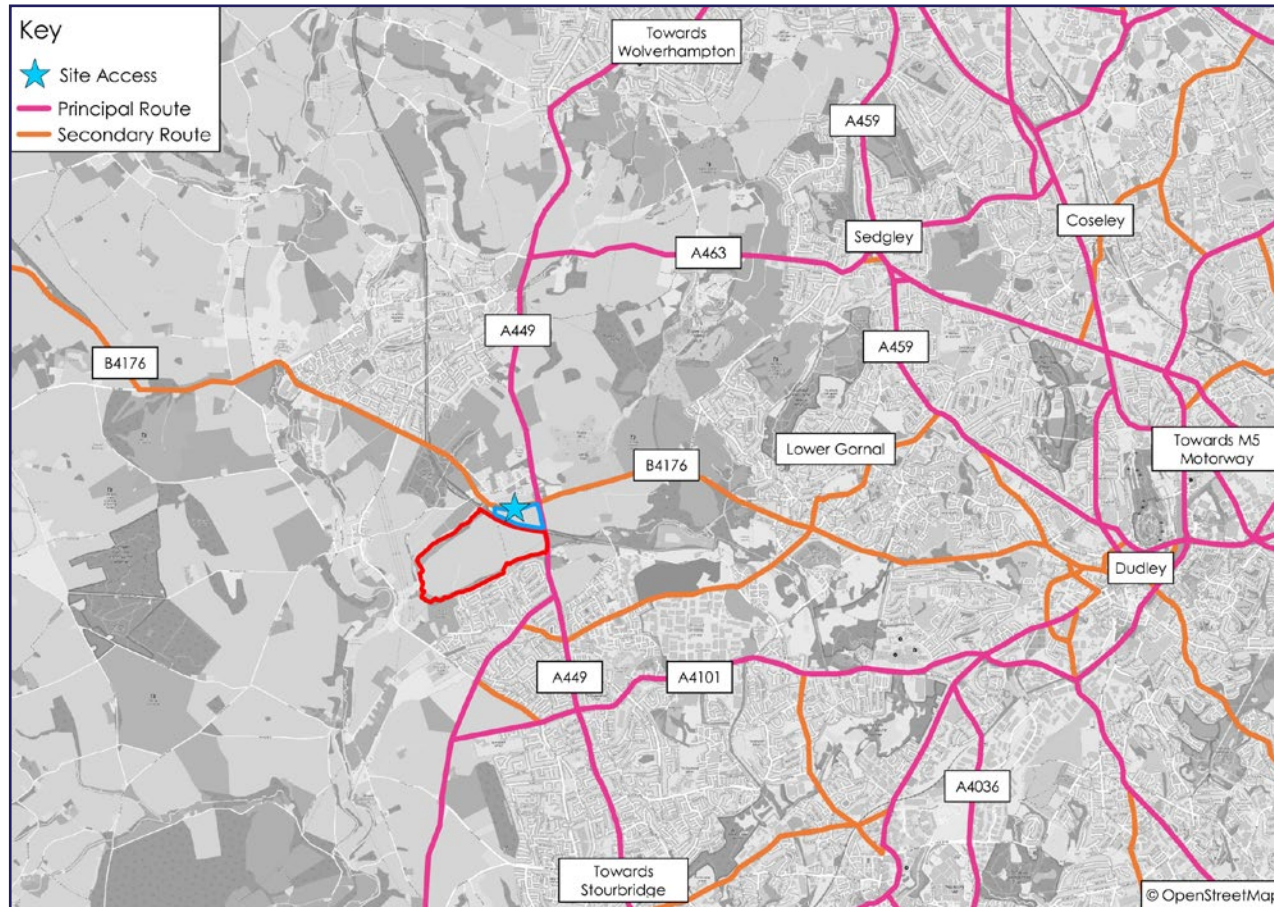 Key
Site Access
Principal Route
Secondary Route
Towards
Wolverhampton
A459
Sedgley
Coseley
A463
A449
A459
B4176
Lower Gornal
B4176
Towards M5
Motorway
Dudley
A449
A4101
A4036
Towards
Stourbridge
© OpenStreetMap